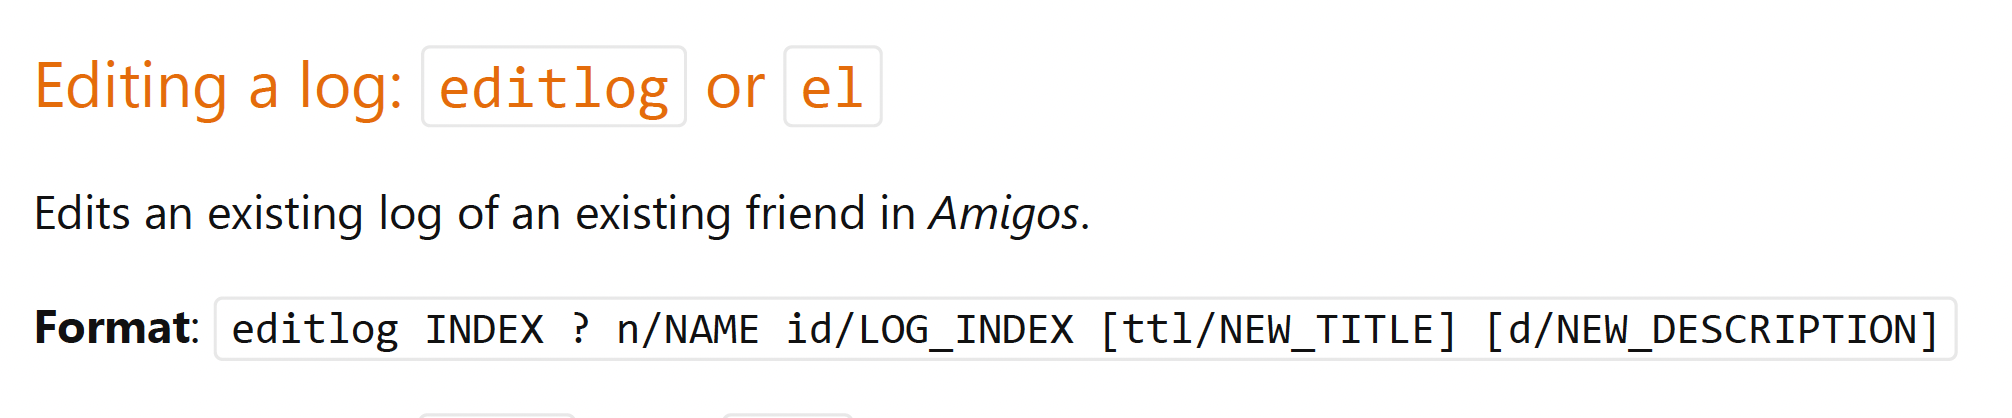 Editing a log: editlog or el
Edits an existing log of an existing friend in Amigos.
Format: editlog INDEX ? n/NAME id/LOG_INDEX [ttl/NEW_TITLE] [d/NEW_DESCRIPTION]